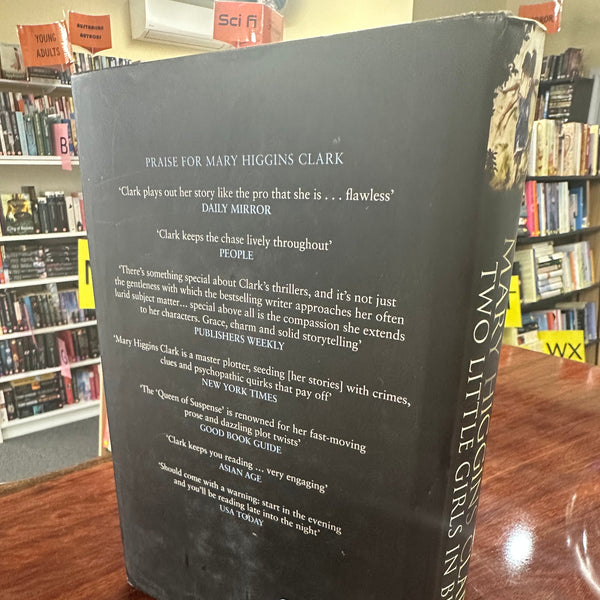 YOUNG
ADULTS
AUSTRALIAN
AUTHORS
Sci fi
B
WX
PRAISE FOR MARY HIGGINS CLARK
'Clark plays out her story like the pro that she is . . . flawless'
DAILY MIRROR
'Clark keeps the chase lively throughout'
PEOPLE
'There's something special about Clark's thrillers, and it's not just
the gentleness with which the bestselling writer approaches her often
lurid subject matter... special above all is the compassion she extends
to her characters. Grace, charm and solid storytelling'
PUBLISHERS WEEKLY
'Mary Higgins Clark is a master plotter, seeding [her stories] with crimes,
clues and psychopathic quirks that pay off'
NEW YORK TIMES
'The 'Queen of Suspense' is renowned for her fast-moving
prose and dazzling plot twists'
GOOD BOOK GUIDE
'Clark keeps you reading ... very engaging'
ASIAN AGE
'Should come with a warning: start in the evening
and you'll be reading late into the night'
USA TODAY
MARY HIGGINS CLA
TWO LITTLE GIRLS IN B